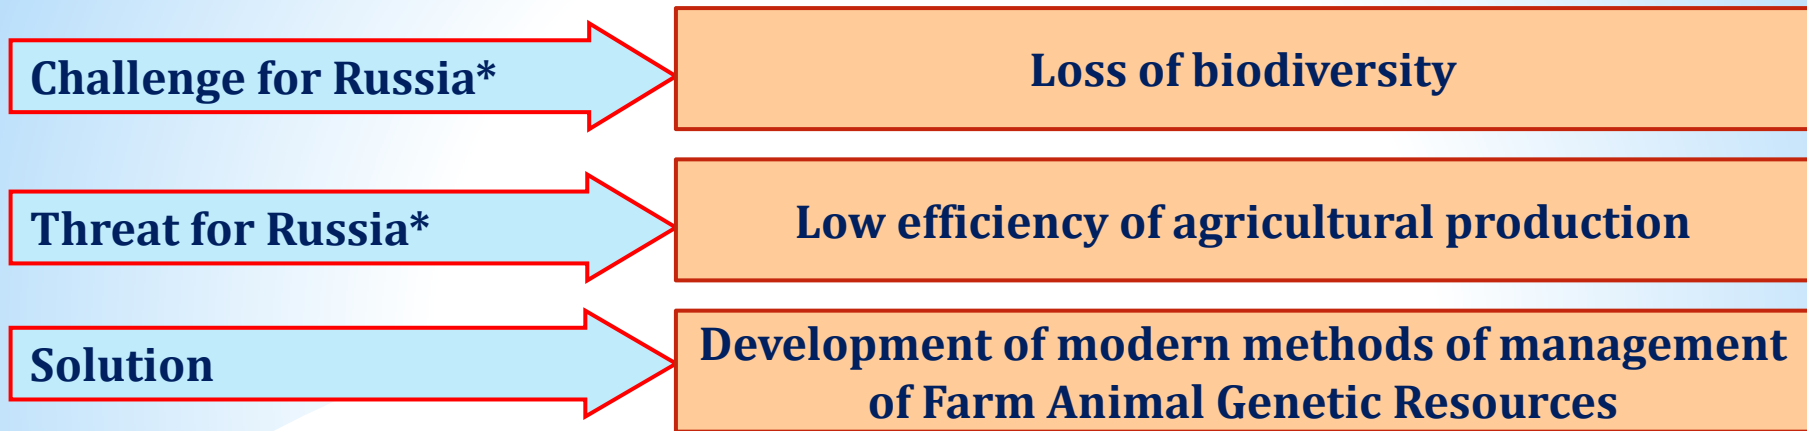 Challenge for Russia*
Loss of biodiversity
Threat for Russia*
Low efficiency of agricultural production
Solution
Development of modern methods of management
of Farm Animal Genetic Resources